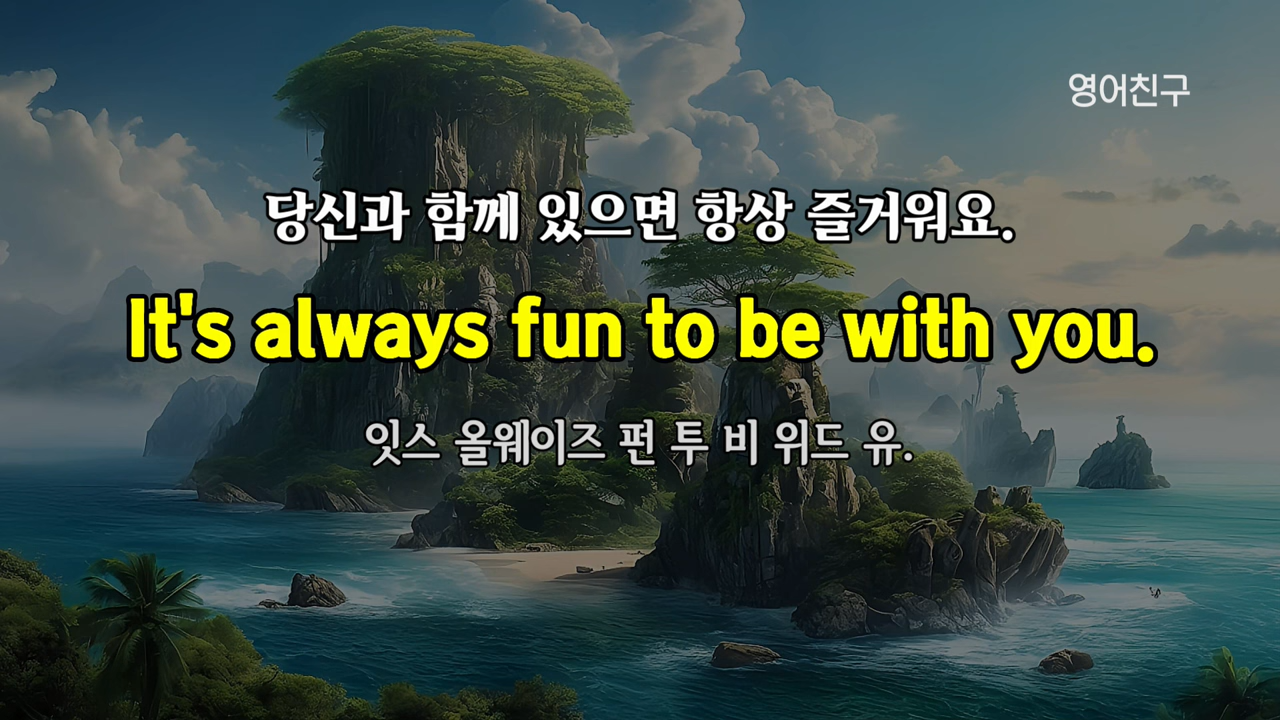 영어친구
당신과 함께 있으면 항상 즐거워요.
It's always fun to be with you.
잇스 올웨이즈 펀 투 비 위드 유.